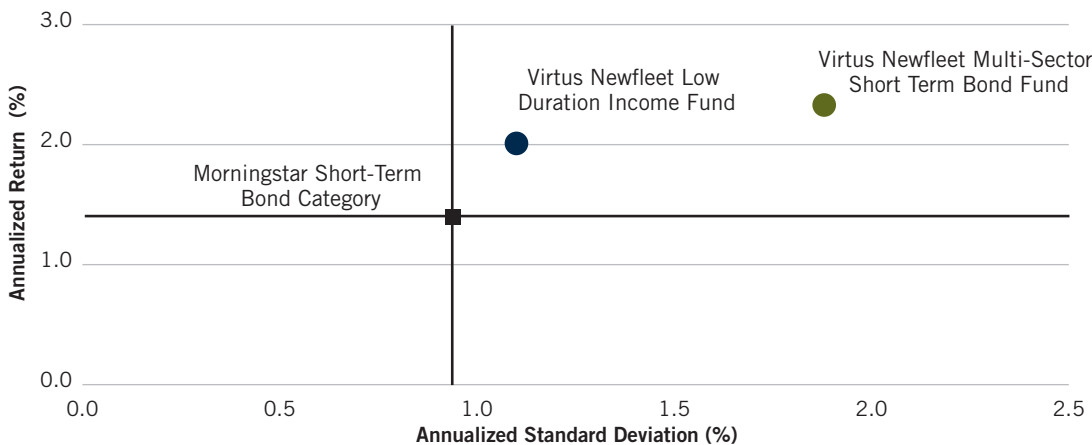 3.0
Virtus Newfleet Multi-Sector
Short Term Bond Fund
Virtus Newfleet Low
Duration Income Fund
2.0
Morningstar Short-Term
Bond Category
1.0
0.0
Annualized Return (%)
0.0 0.5 1.0 1.5 2.0 2.5
Annualized Standard Deviation (%)